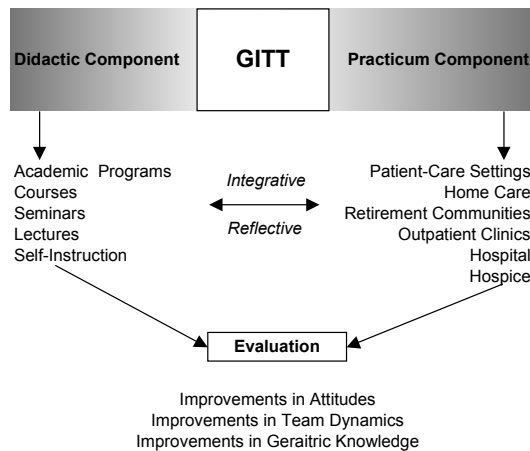 Didactic Component
GITT
Practicum Component
Academic Programs
Courses
Seminars
Lectures
Self-Instruction
Integrative
Reflective
Patient-Care Settings
Home Care
Retirement Communities
Outpatient Clinics
Hospital
Hospice
Evaluation
Improvements in Attitudes
Improvements in Team Dynamics
Improvements in Geraitric Knowledge